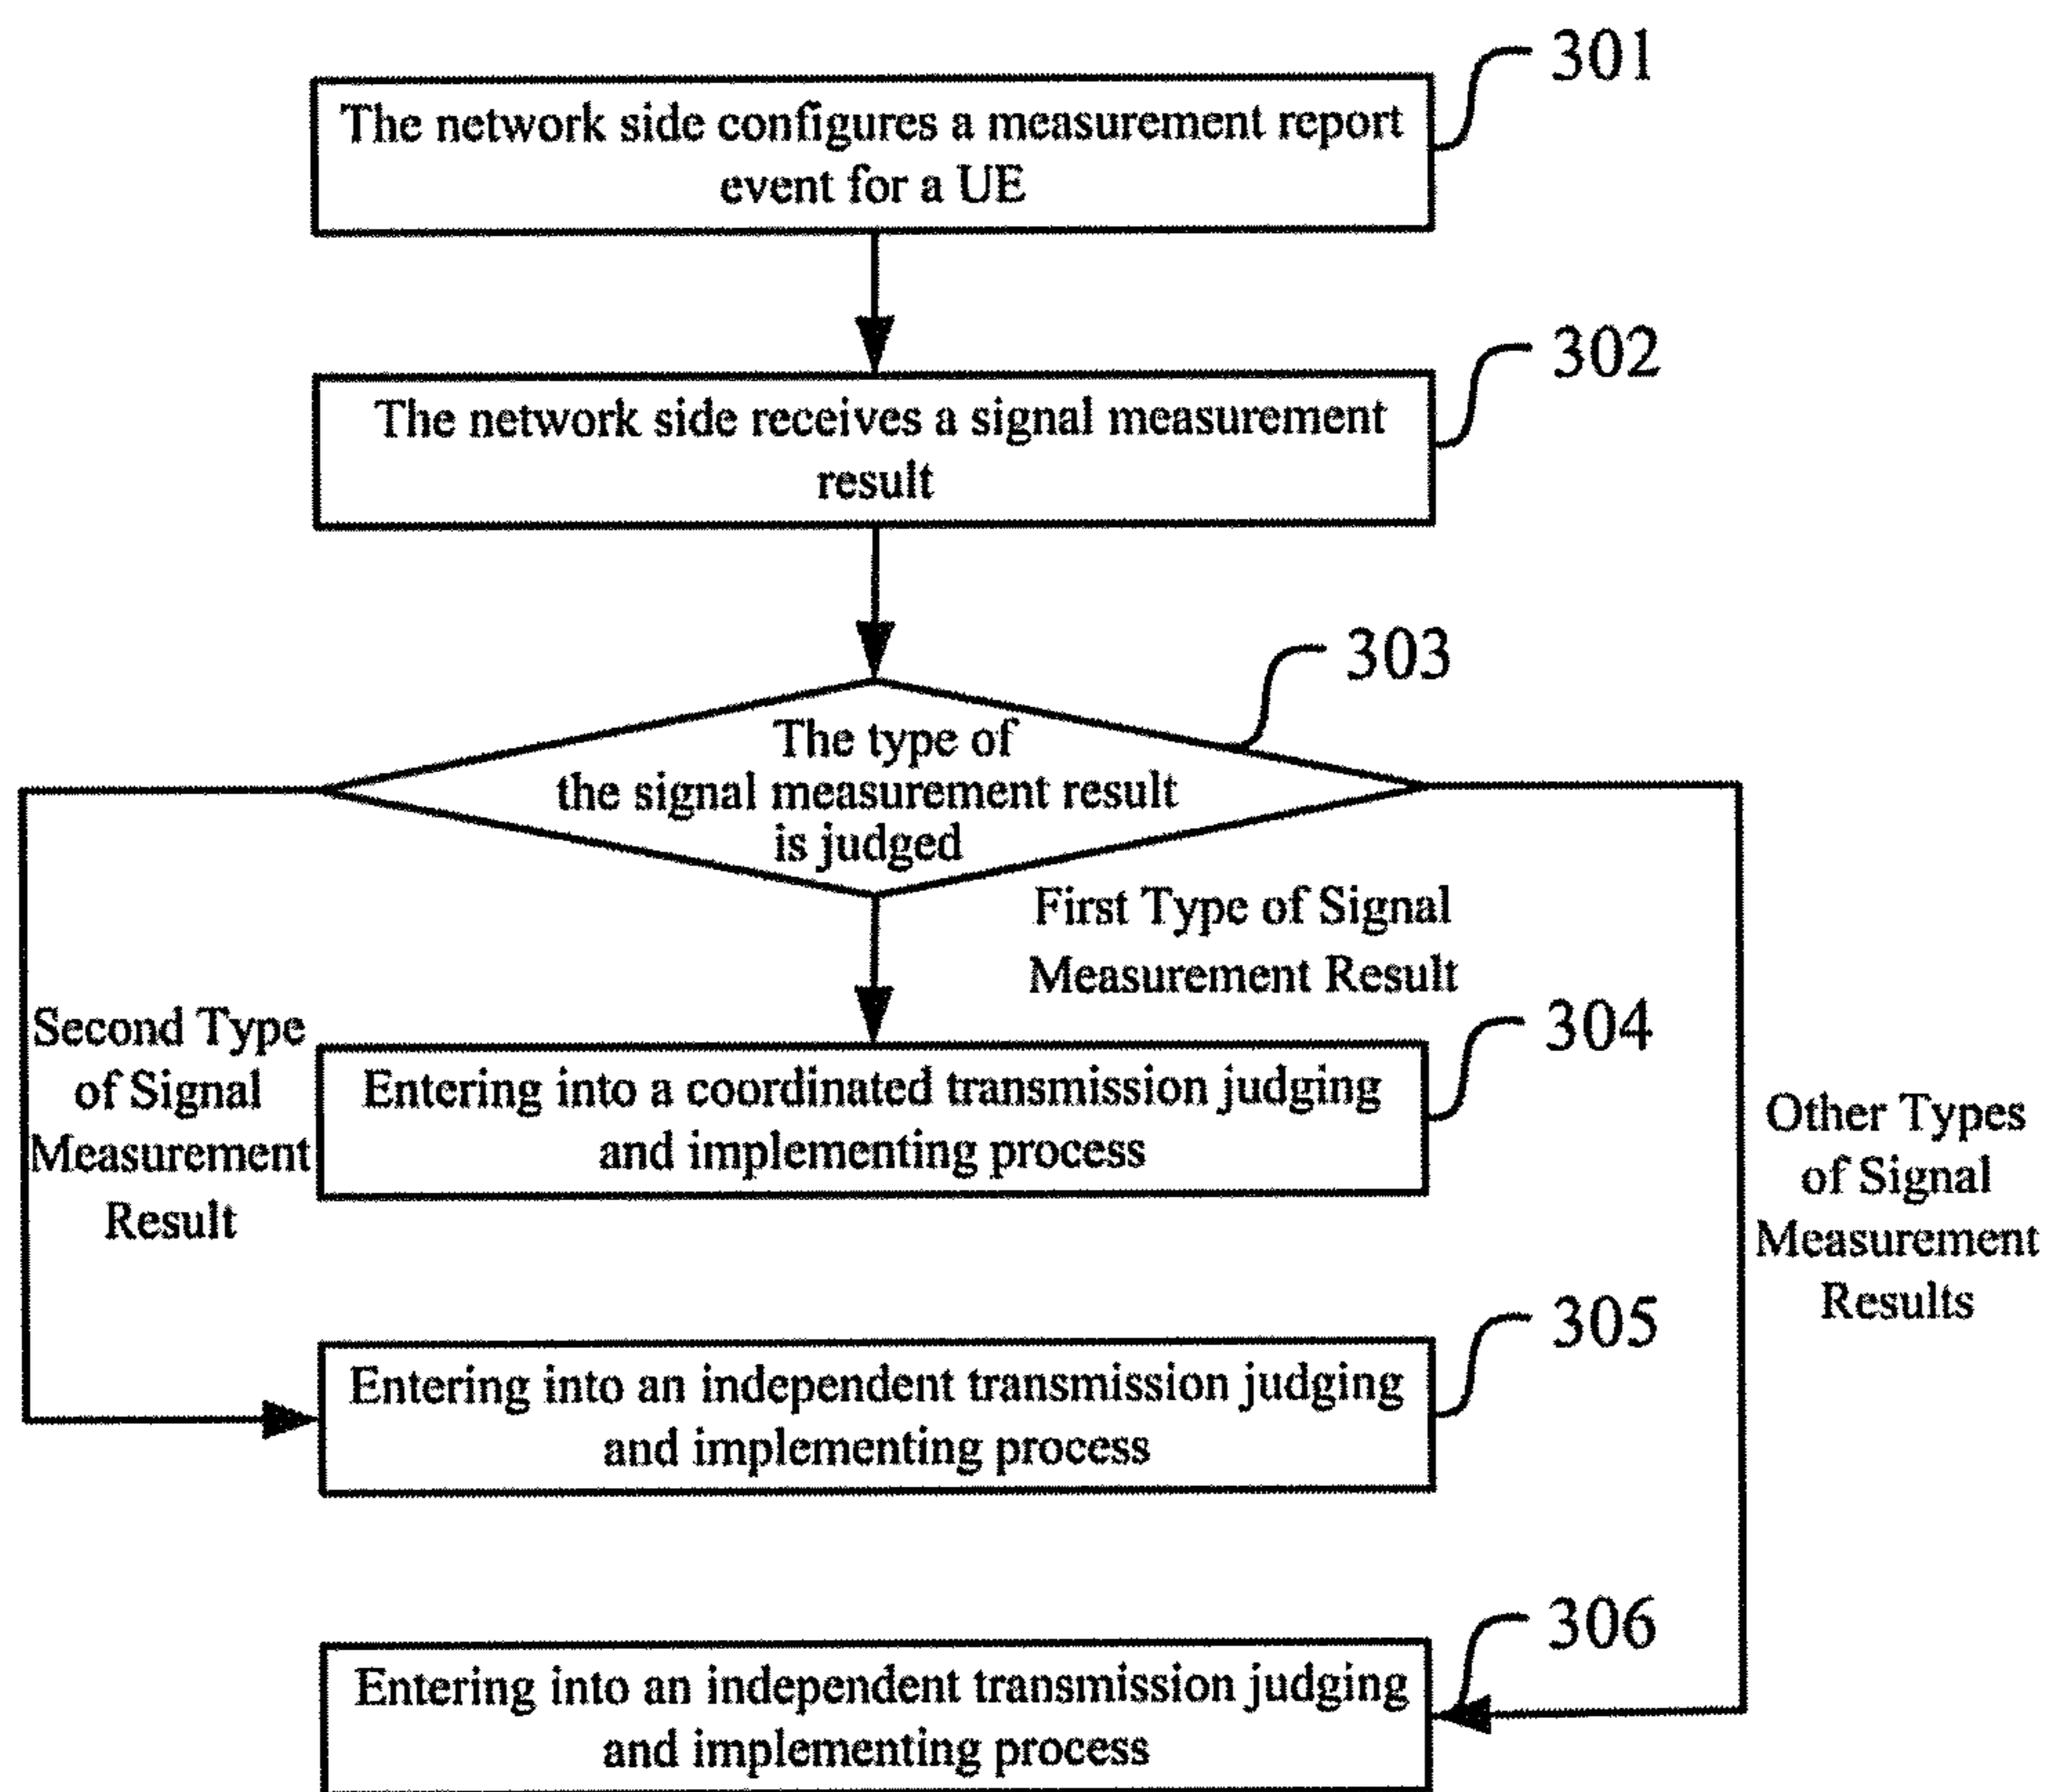 301
The network side configures a measurement report
event for a UE
302
The network side receives a signal measurement
result
303
The type of
the signal measurement result
is judged
First Type of Signal
Measurement Result
Second Type
of Signal
Measurement
Result
304
Entering into a coordinated transmission judging
and implementing process
Other Types
of Signal
Measurement
Results
305
Entering into an independent transmission judging
and implementing process
306
Entering into an independent transmission judging
and implementing process